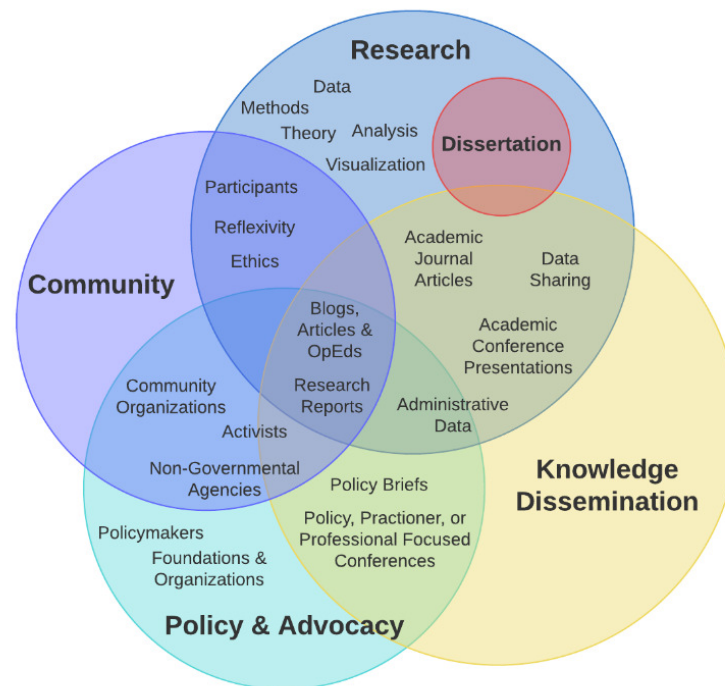 Research
Data
Methods
Theory
Analysis
Visualization
Dissertation
Participants
Reflexivity
Ethics
Community
Academic
Journal
Articles
Data
Sharing
Academic
Conference
Presentations
Blogs,
Articles &
OpEds
Research
Reports
Administrative
Data
Community
Organizations
Activists
Non-Governmental
Agencies
Knowledge
Dissemination
Policy Briefs
Policy, Practioner, or
Professional Focused
Conferences
Policymakers
Foundations &
Organizations
Policy & Advocacy